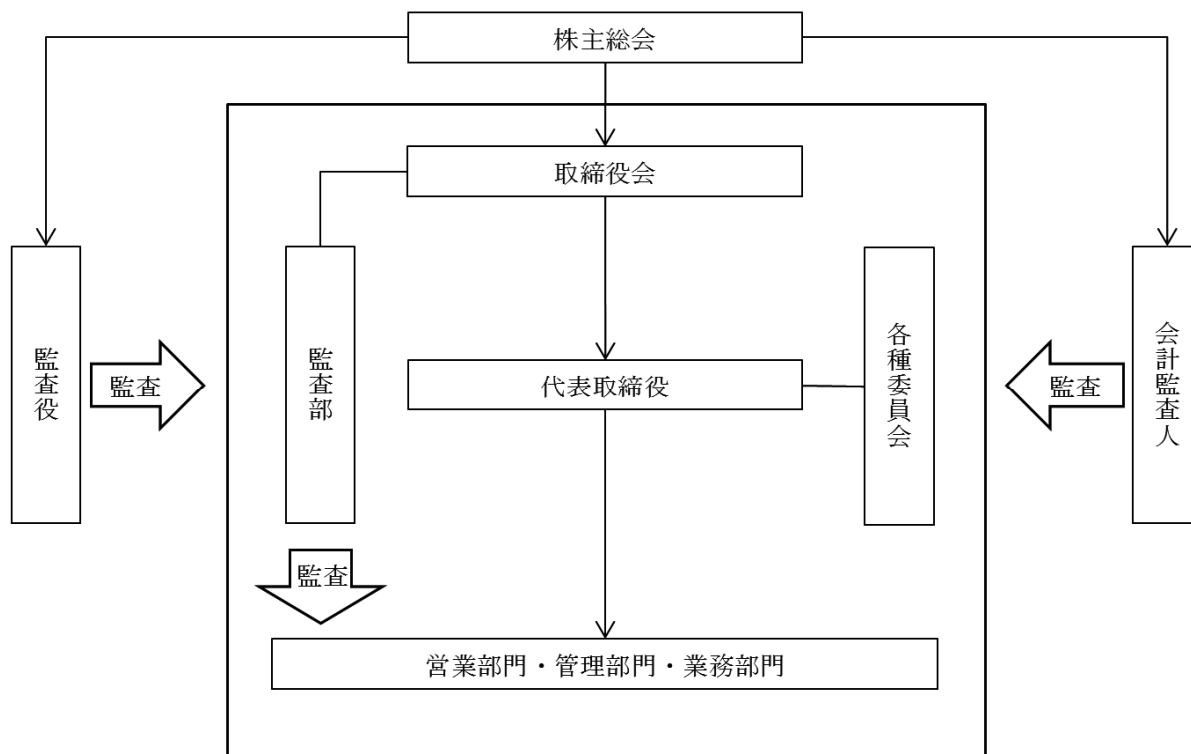 株主総会
取締役会
監査役
監査
監査部
代表取締役
各種委員会
監査
会計監査人
監査
営業部門・管理部門・業務部門